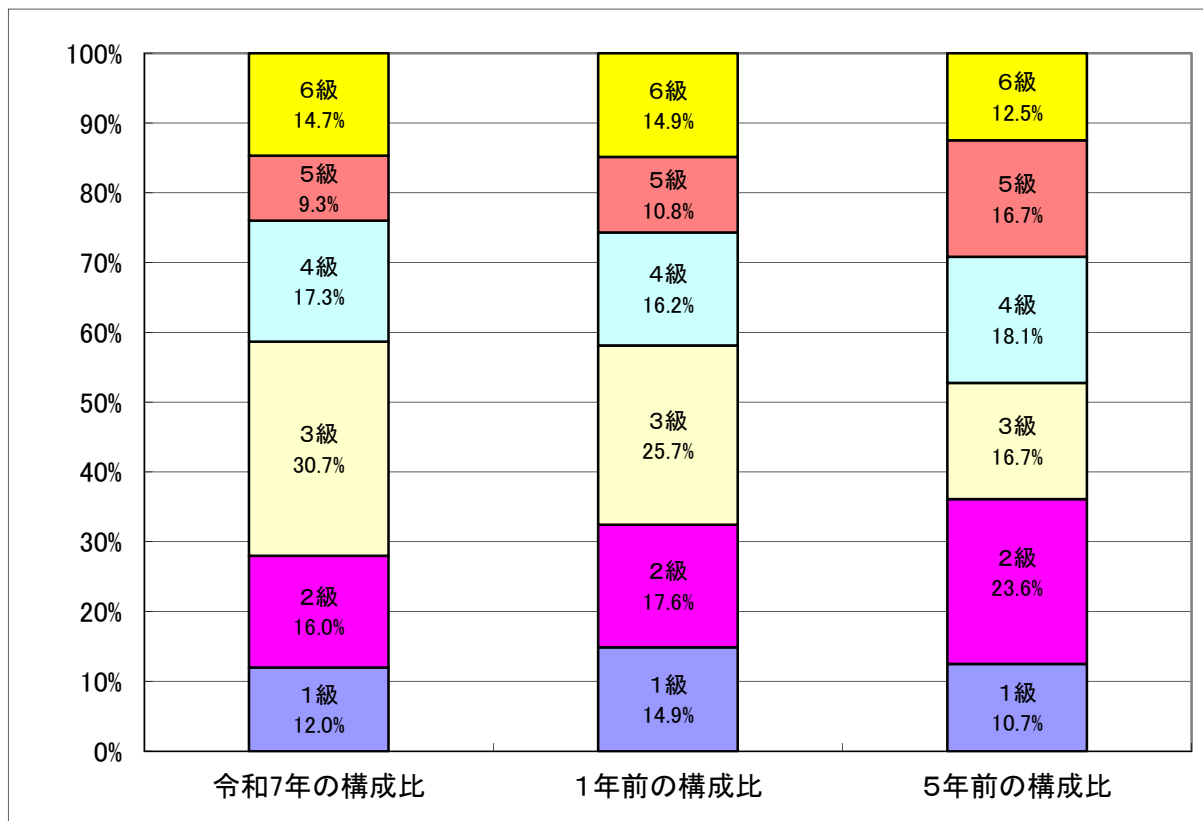 100%
90%
80%
70%
60%
50%
40%
30%
20%
10%
0%
６級
14.7%
５級
9.3%
４級
17.3%
３級
30.7%
２級
16.0%
１級
12.0%
６級
14.9%
５級
10.8%
４級
16.2%
３級
25.7%
２級
17.6%
１級
14.9%
６級
12.5%
５級
16.7%
４級
18.1%
３級
16.7%
２級
23.6%
１級
10.7%
令和7年の構成比
１年前の構成比
５年前の構成比